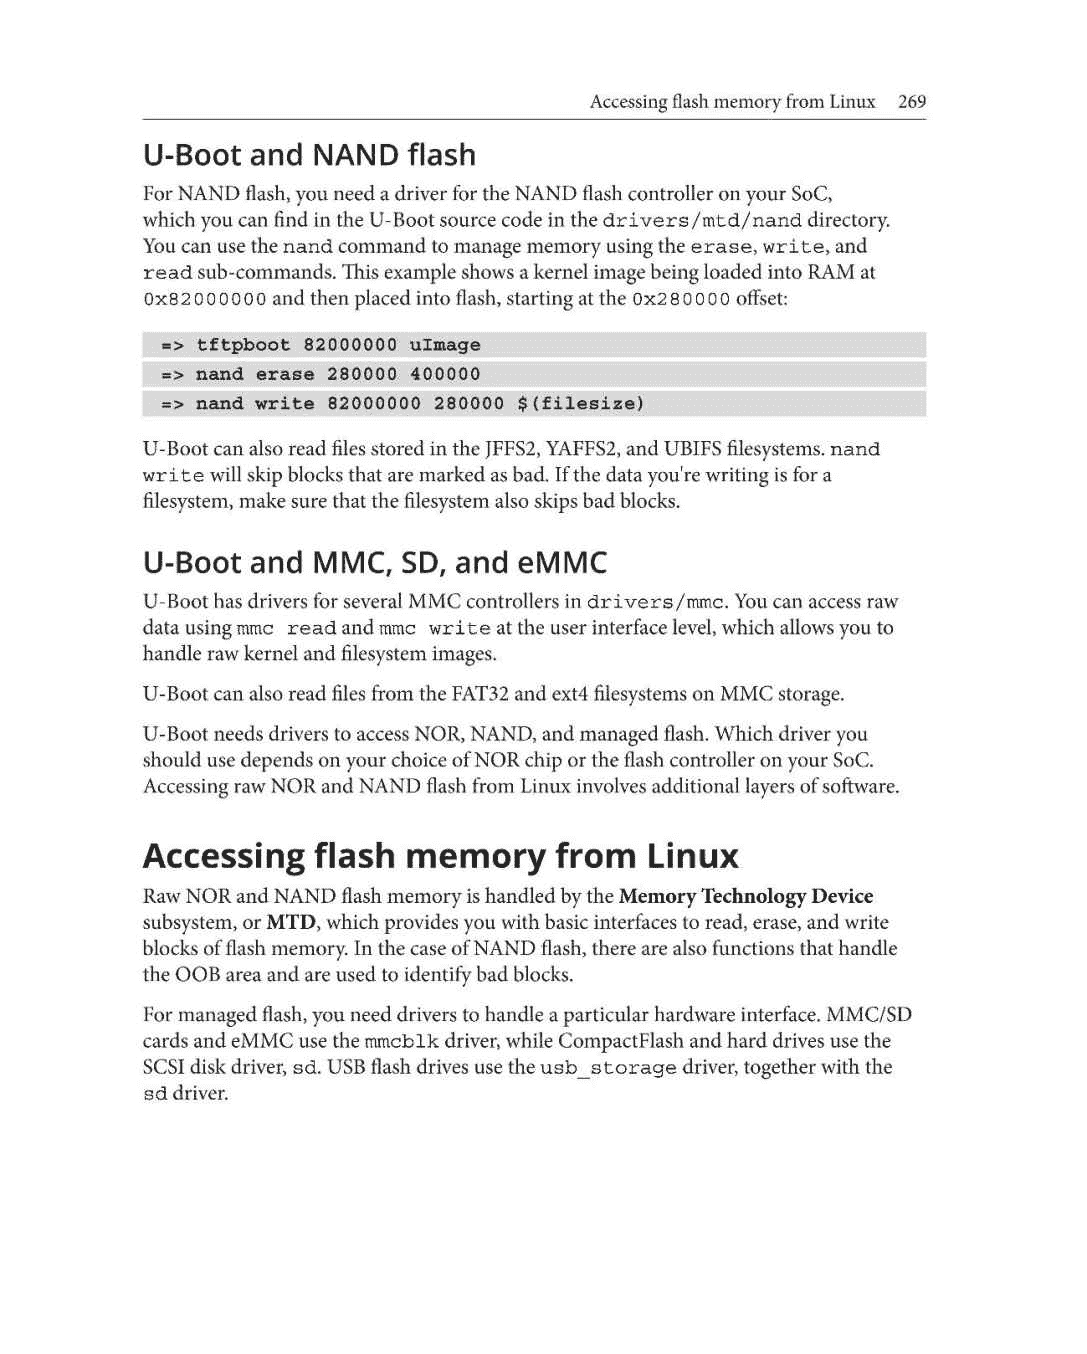 Accessing flash memory from Linux 269
U-Boot and NAND flash
For NAND flash, you need a driver for the NAND flash controller on your SoC,
which you can find in the U-Boot source code in the drivers/mtd/nand directory.
You can use the nand command to manage memory using the erase, write, and
read sub-commands. This example shows a kernel image being loaded into RAM at
0x82000000 and then placed into flash, starting at the 0x280000 offset:
=> tftpboot 82000000 uImage
=> nand erase 280000 400000
=> nand write 82000000 280000 $(filesize)
U-Boot can also read files stored in the JFFS2, YAFFS2, and UBIFS filesystems. nand
write will skip blocks that are marked as bad. If the data you're writing is for a
filesystem, make sure that the filesystem also skips bad blocks.
U-Boot and MMC, SD, and eMMC
U-Boot has drivers for several MMC controllers in drivers/mmc. You can access raw
data using mmc read and mmc write at the user interface level, which allows you to
handle raw kernel and filesystem images.
U-Boot can also read files from the FAT32 and ext4 filesystems on MMC storage.
U-Boot needs drivers to access NOR, NAND, and managed flash. Which driver you
should use depends on your choice of NOR chip or the flash controller on your SoC.
Accessing raw NOR and NAND flash from Linux involves additional layers of software.
Accessing flash memory from Linux
Raw NOR and NAND flash memory is handled by the Memory Technology Device
subsystem, or MTD, which provides you with basic interfaces to read, erase, and write
blocks of flash memory. In the case of NAND flash, there are also functions that handle
the OOB area and are used to identify bad blocks.
For managed flash, you need drivers to handle a particular hardware interface. MMC/SD
cards and eMMC use the mmcblk driver, while CompactFlash and hard drives use the
SCSI disk driver, sd. USB flash drives use the usb_storage driver, together with the
sd driver.